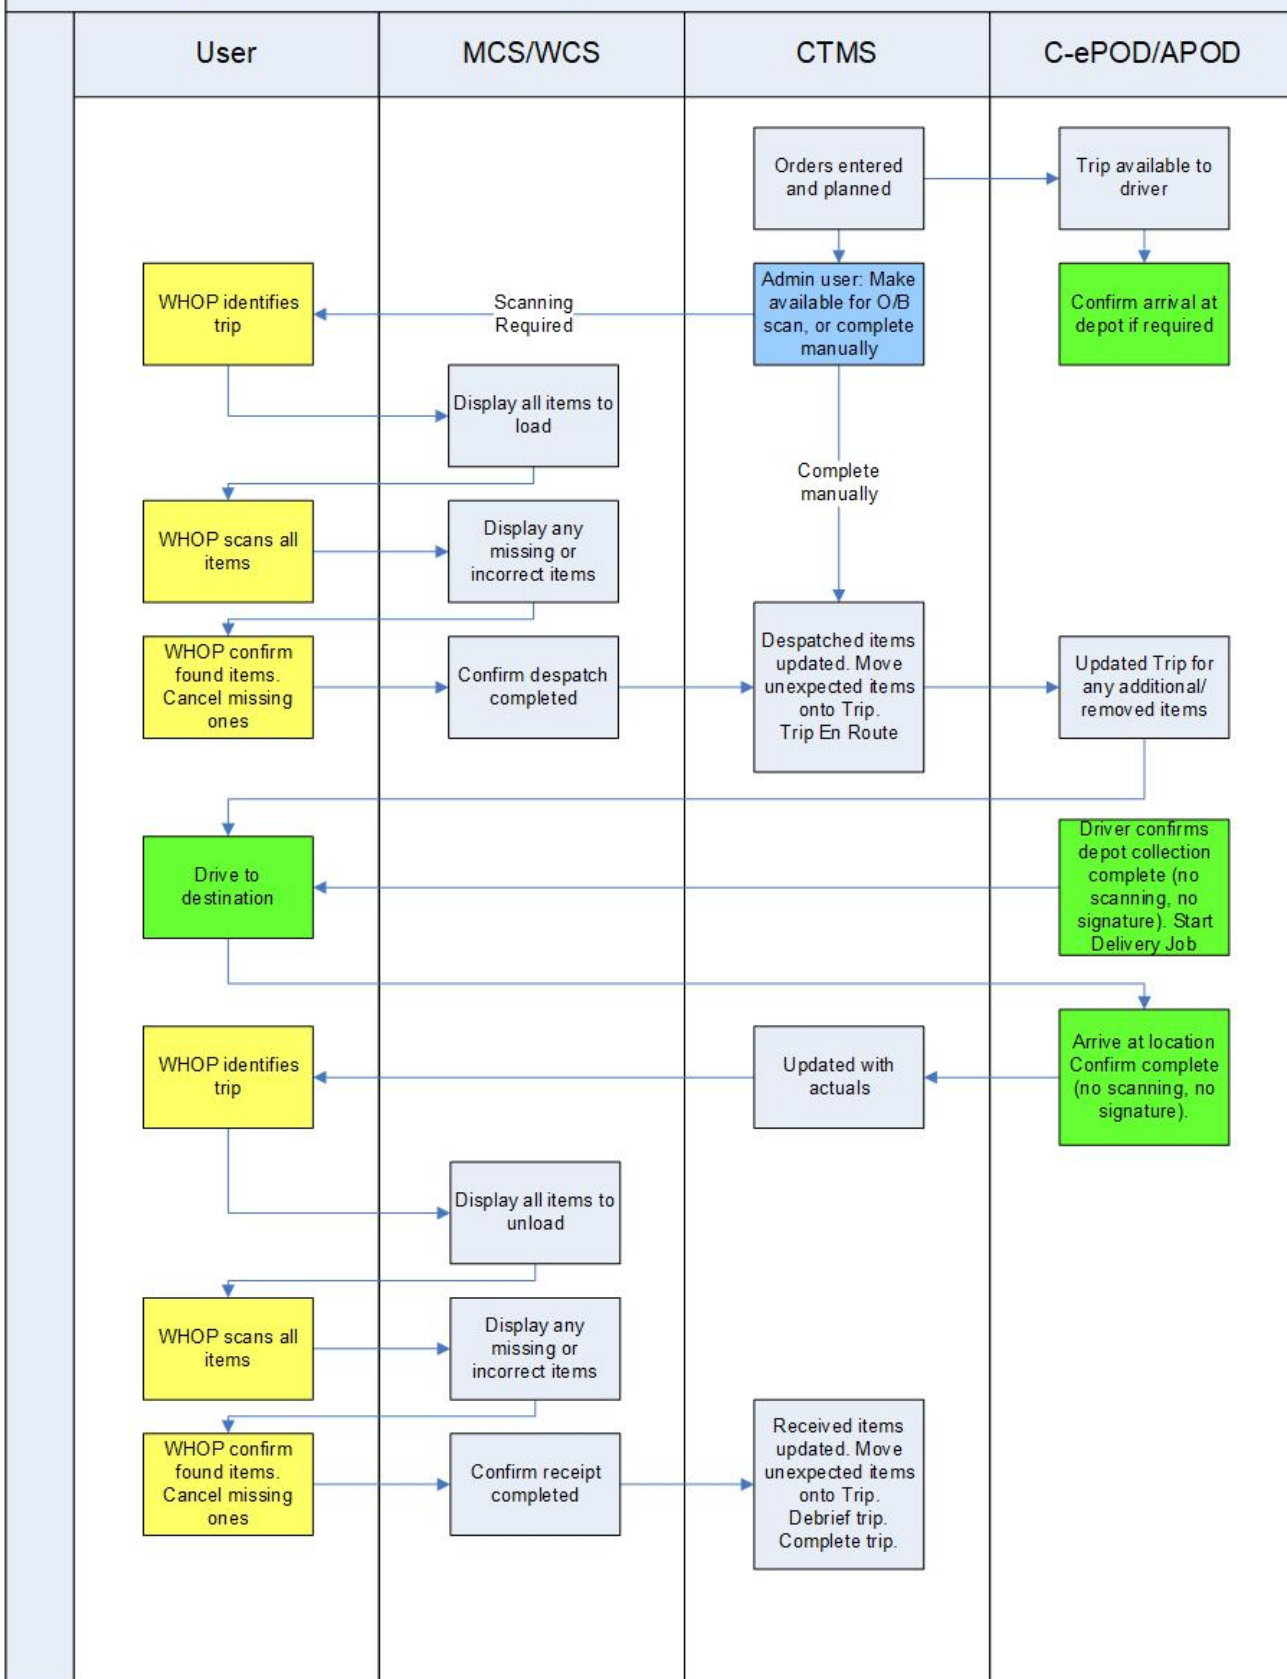 User
MCS/WCS
CTMS
C-ePOD/APOD
Orders entered
and planned
Trip available to
driver
WHOP identifies
trip
Scanning
Required
Admin user: Make
available for O/B
scan, or complete
manually
Confirm arrival at
depot if required
Display all items to
load
Complete
manually
WHOP scans all
items
Display any
missing or
incorrect items
WHOP confirm
found items.
Cancel missing
ones
Confirm despatch
completed
Despatched items
updated. Move
unexpected items
onto Trip.
Trip En Route
Updated Trip for
any additional/
removed items
Drive to
destination
Driver confirms
depot collection
complete (no
scanning, no
signature). Start
Delivery Job
WHOP identifies
trip
Updated with
actuals
Arrive at location
Confirm complete
(no scanning, no
signature).
Display all items to
unload
WHOP scans all
items
Display any
missing or
incorrect items
WHOP confirm
found items.
Cancel missing
ones
Confirm receipt
completed
Received items
updated. Move
unexpected items
onto Trip.
Debrief trip.
Complete trip.